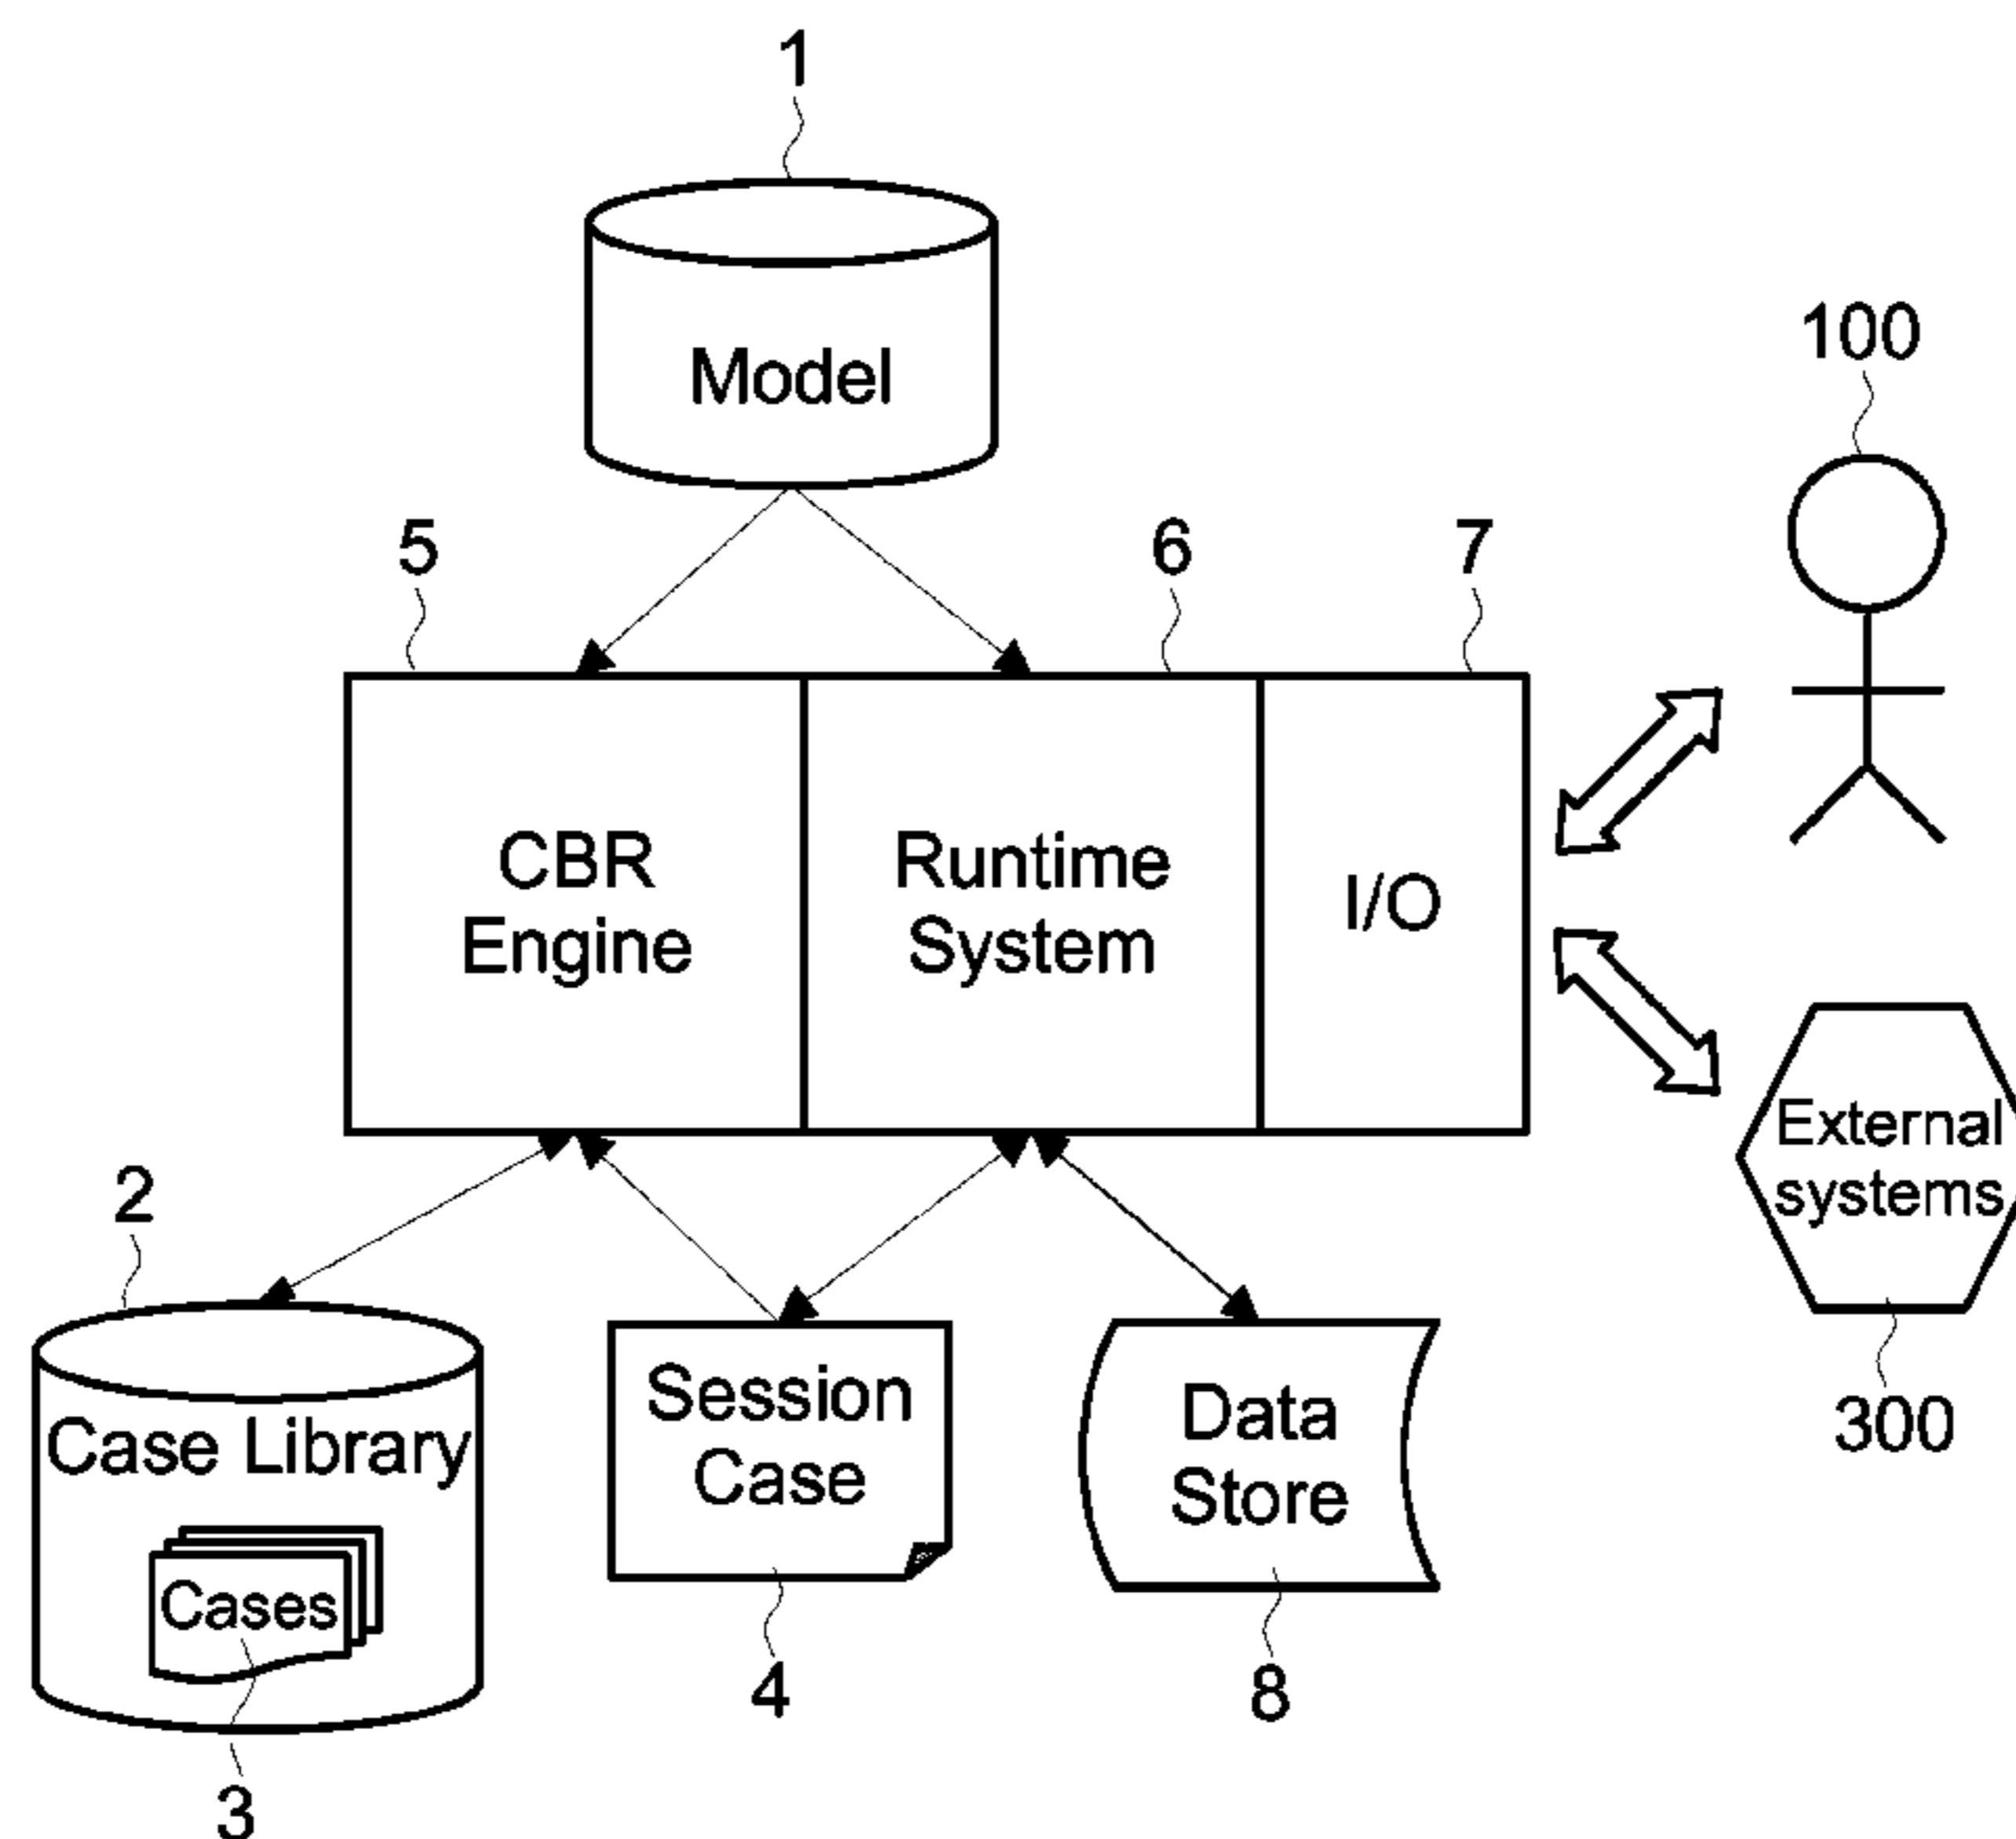 1
Model
100
5
6
7
CBR
Engine
Runtime
System
I/O
External
systems
2
Case Library
Session
Case
Data
Store
300
Cases
4
8
3